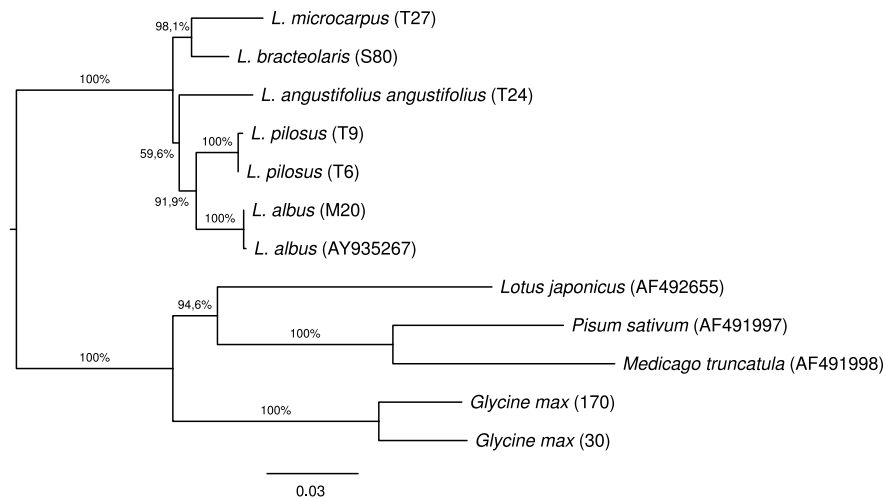 L. microcarpus (T27)
98,1%
L. bracteolaris (S80)
100%
L. angustifolius angustifolius (T24)
L. pilosus (T9)
100%
59,6%
L. pilosus (T6)
91,9%
L. albus (M20)
100%
L. albus (AY935267)
Lotus japonicus (AF492655)
94,6%
Pisum sativum (AF491997)
100%
100%
Medicago truncatula (AF491998)
Glycine max (170)
100%
Glycine max (30)
0.03